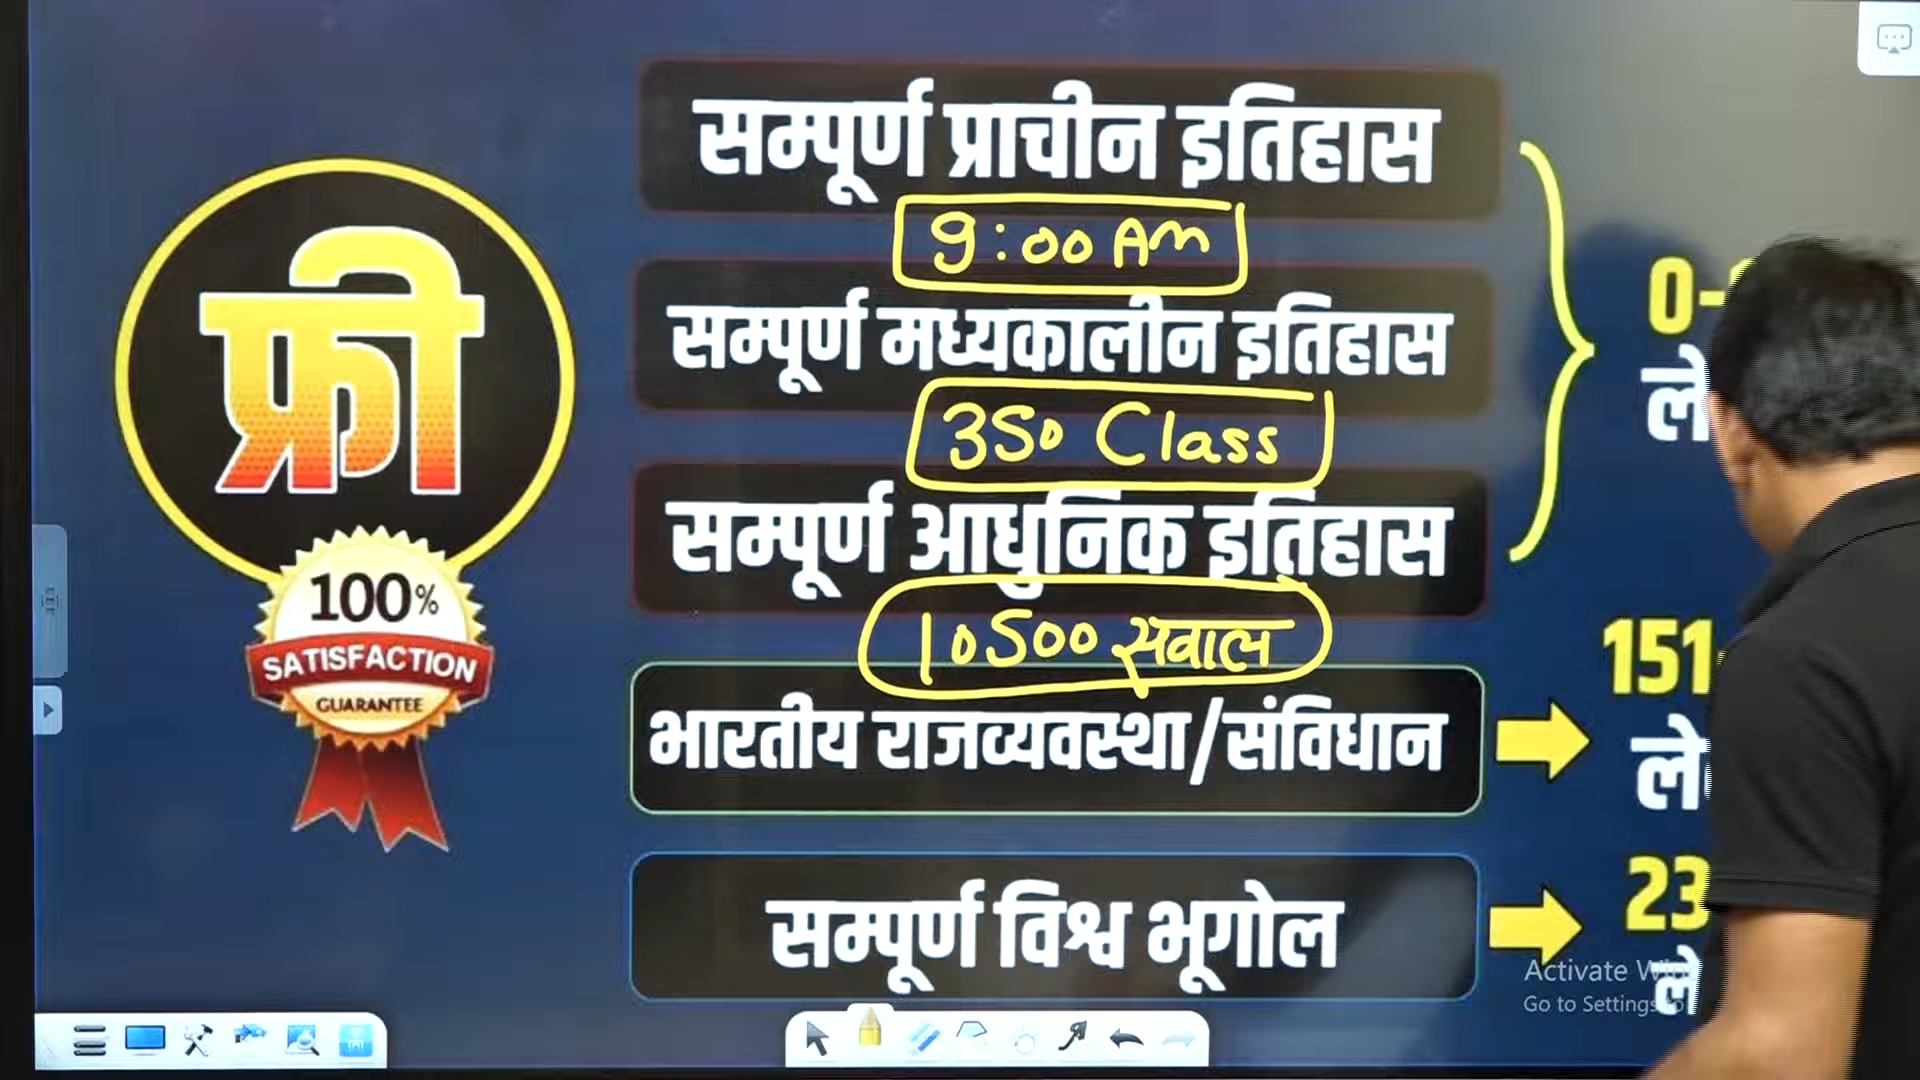 सम्पूर्ण प्राचीन इतिहास
9:00 Am
सम्पूर्ण मध्यकालीन इतिहास
350 Class
सम्पूर्ण आधुनिक इतिहास
10500 सवाल
भारतीय राजव्यवस्था/संविधान
सम्पूर्ण विश्व भूगोल
फ्री
100%
SATISFACTION
GUARANTEE
0-
151
23
Activate
Go to Settings